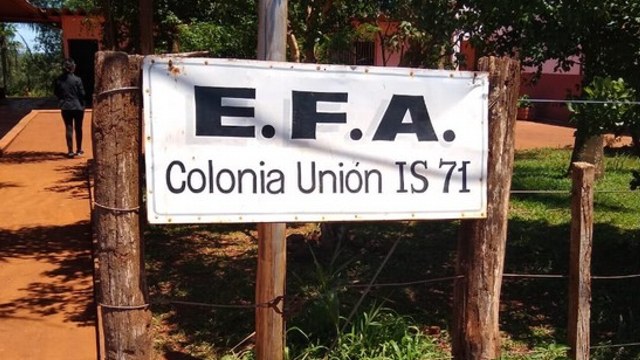 E.F.A.
Colonia Unión IS 71